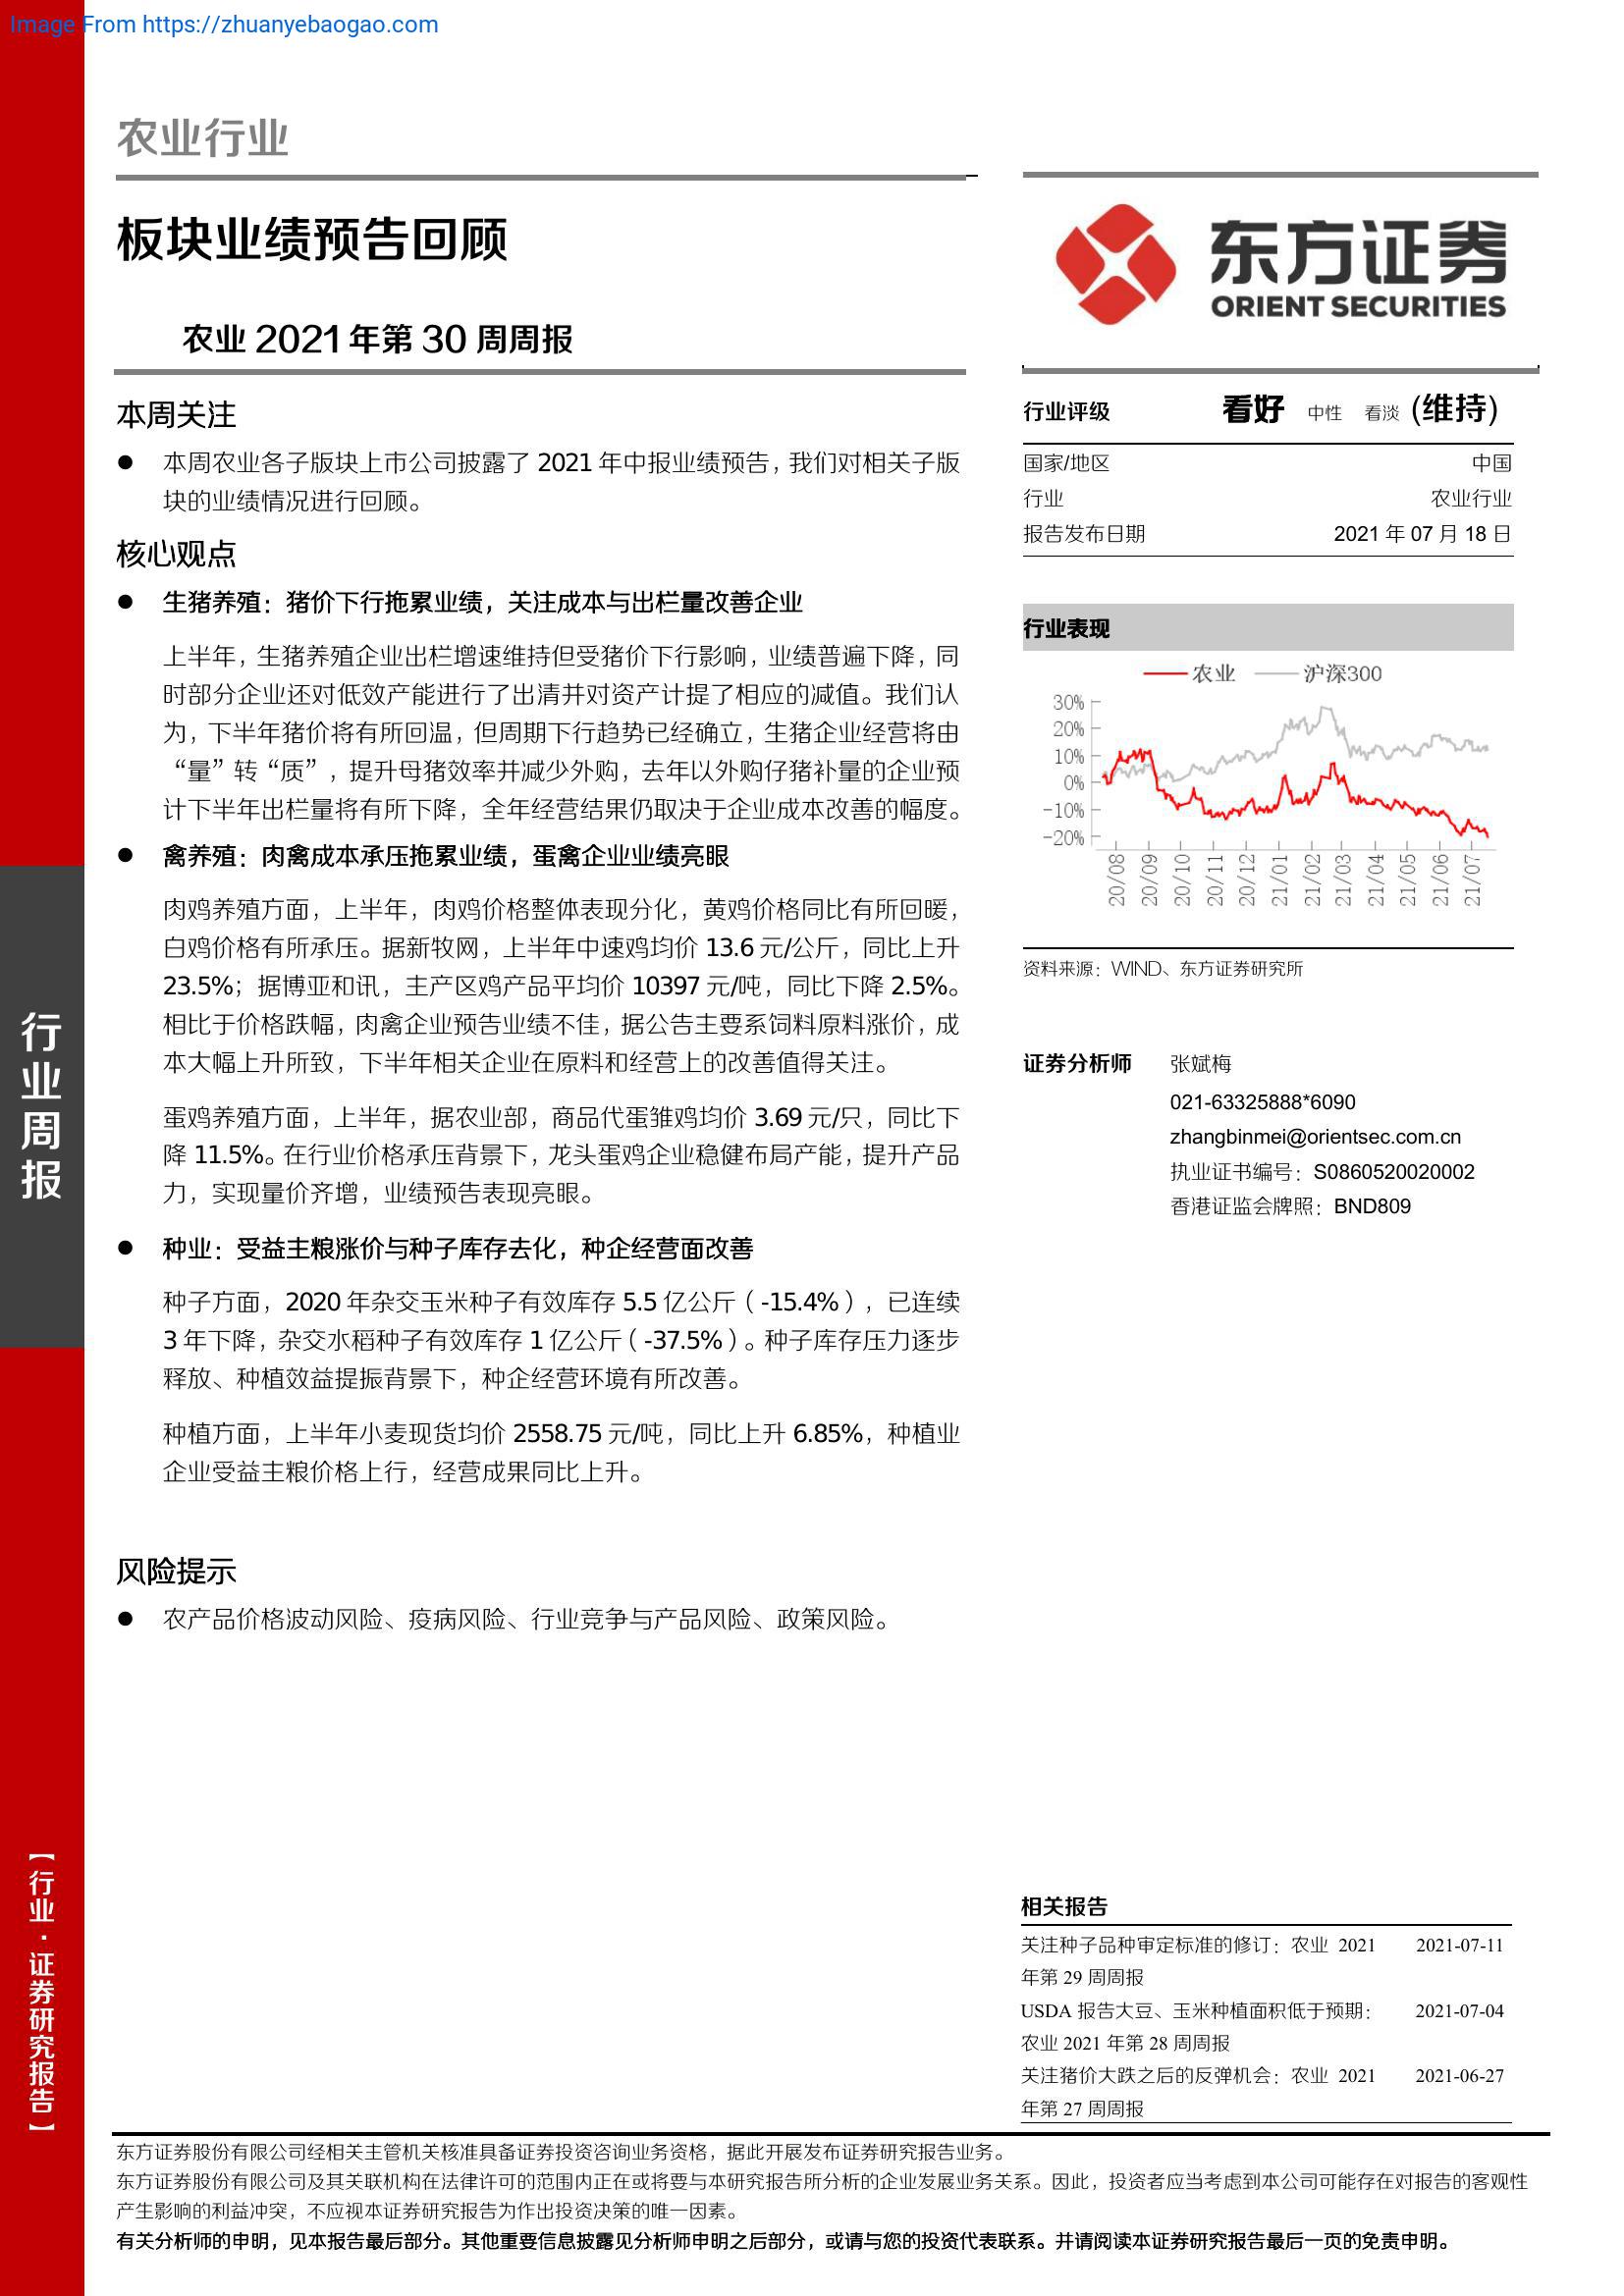 Image From https://zhuanyebaogao.com
农业行业
板块业绩预告回顾
农业 2021 年第 30 周周报
东方证券
ORIENT SECURITIES
本周关注
● 本周农业各子版块上市公司披露了 2021 年中报业绩预告，我们对相关子版
块的业绩情况进行回顾。
核心观点
● 生猪养殖：猪价下行拖累业绩，关注成本与出栏量改善企业
上半年，生猪养殖企业出栏增速维持但受猪价下行影响，业绩普遍下降，同
时部分企业还对低效产能进行了出清并对资产计提了相应的减值。我们认
为，下半年猪价将有所回温，但周期下行趋势已经确立，生猪企业经营将由
“量”转“质”，提升母猪效率并减少外购，去年以外购仔猪补量的企业预
计下半年出栏量将有所下降，全年经营结果仍取决于企业成本改善的幅度。
● 禽养殖：肉禽成本承压拖累业绩，蛋禽企业业绩亮眼
肉鸡养殖方面，上半年，肉鸡价格整体表现分化，黄鸡价格同比有所回暖，
白鸡价格有所承压。据新牧网，上半年中速鸡均价 13.6 元/公斤，同比上升
23.5%；据博亚和讯，主产区鸡产品平均价 10397 元/吨，同比下降 2.5%。
相比于价格跌幅，肉禽企业预告业绩不佳，据公告主要系饲料原料涨价，成
本大幅上升所致，下半年相关企业在原料和经营上的改善值得关注。
蛋鸡养殖方面，上半年，据农业部，商品代蛋雏鸡均价 3.69 元/只，同比下
降 11.5%。在行业价格承压背景下，龙头蛋鸡企业稳健布局产能，提升产品
力，实现量价齐增，业绩预告表现亮眼。
● 种业：受益主粮涨价与种子库存去化，种企经营面改善
种子方面，2020 年杂交玉米种子有效库存 5.5 亿公斤（-15.4%），已连续
3 年下降，杂交水稻种子有效库存 1 亿公斤（-37.5%）。种子库存压力逐步
释放、种植效益提振背景下，种企经营环境有所改善。
种植方面，上半年小麦现货均价 2558.75 元/吨，同比上升 6.85%，种植业
企业受益主粮价格上行，经营成果同比上升。
风险提示
● 农产品价格波动风险、疫病风险、行业竞争与产品风险、政策风险。
行业评级 看好 中性 看淡 (维持)
国家/地区 中国
行业 农业行业
报告发布日期 2021 年 07 月 18 日
行业表现
农业 沪深300
30%
20%
10%
0%
-10%
-20%
20/08 20/09 20/10 20/11 20/12 21/01 21/02 21/03 21/04 21/05 21/06 21/07
资料来源：WIND、东方证券研究所
证券分析师 张斌梅
021-63325888*6090
zhangbinmei@orientsec.com.cn
执业证书编号：S0860520020002
香港证监会牌照：BND809
相关报告
关注种子品种审定标准的修订：农业 2021 2021-07-11
年第 29 周周报
USDA 报告大豆、玉米种植面积低于预期： 2021-07-04
农业 2021 年第 28 周周报
关注猪价大跌之后的反弹机会：农业 2021 2021-06-27
年第 27 周周报
行业周报
【行业·证券研究报告】
东方证券股份有限公司经相关主管机关核准具备证券投资咨询业务资格，据此开展发布证券研究报告业务。
东方证券股份有限公司及其关联机构在法律许可的范围内正在或将要与本研究报告所分析的企业发展业务关系。因此，投资者应当考虑到本公司可能存在对报告的客观性
产生影响的利益冲突，不应视本证券研究报告为作出投资决策的唯一因素。
有关分析师的申明，见本报告最后部分。其他重要信息披露见分析师申明之后部分，或请与您的投资代表联系。并请阅读本证券研究报告最后一页的免责申明。